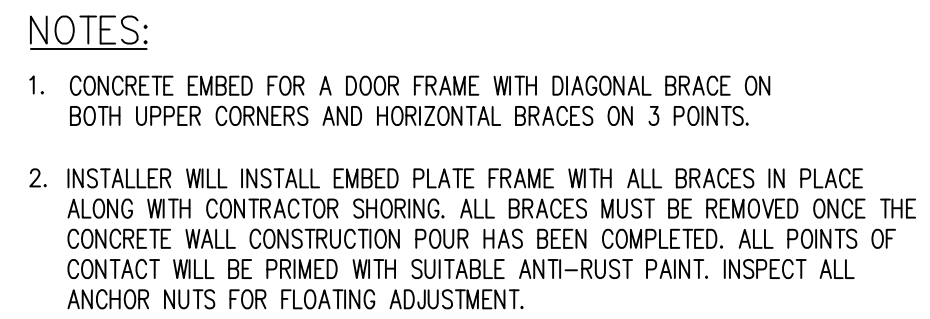 NOTES:
1. CONCRETE EMBED FOR A DOOR FRAME WITH DIAGONAL BRACE ON
BOTH UPPER CORNERS AND HORIZONTAL BRACES ON 3 POINTS.
2. INSTALLER WILL INSTALL EMBED PLATE FRAME WITH ALL BRACES IN PLACE
ALONG WITH CONTRACTOR SHORING. ALL BRACES MUST BE REMOVED ONCE THE
CONCRETE WALL CONSTRUCTION POUR HAS BEEN COMPLETED. ALL POINTS OF
CONTACT WILL BE PRIMED WITH SUITABLE ANTI-RUST PAINT. INSPECT ALL
ANCHOR NUTS FOR FLOATING ADJUSTMENT.